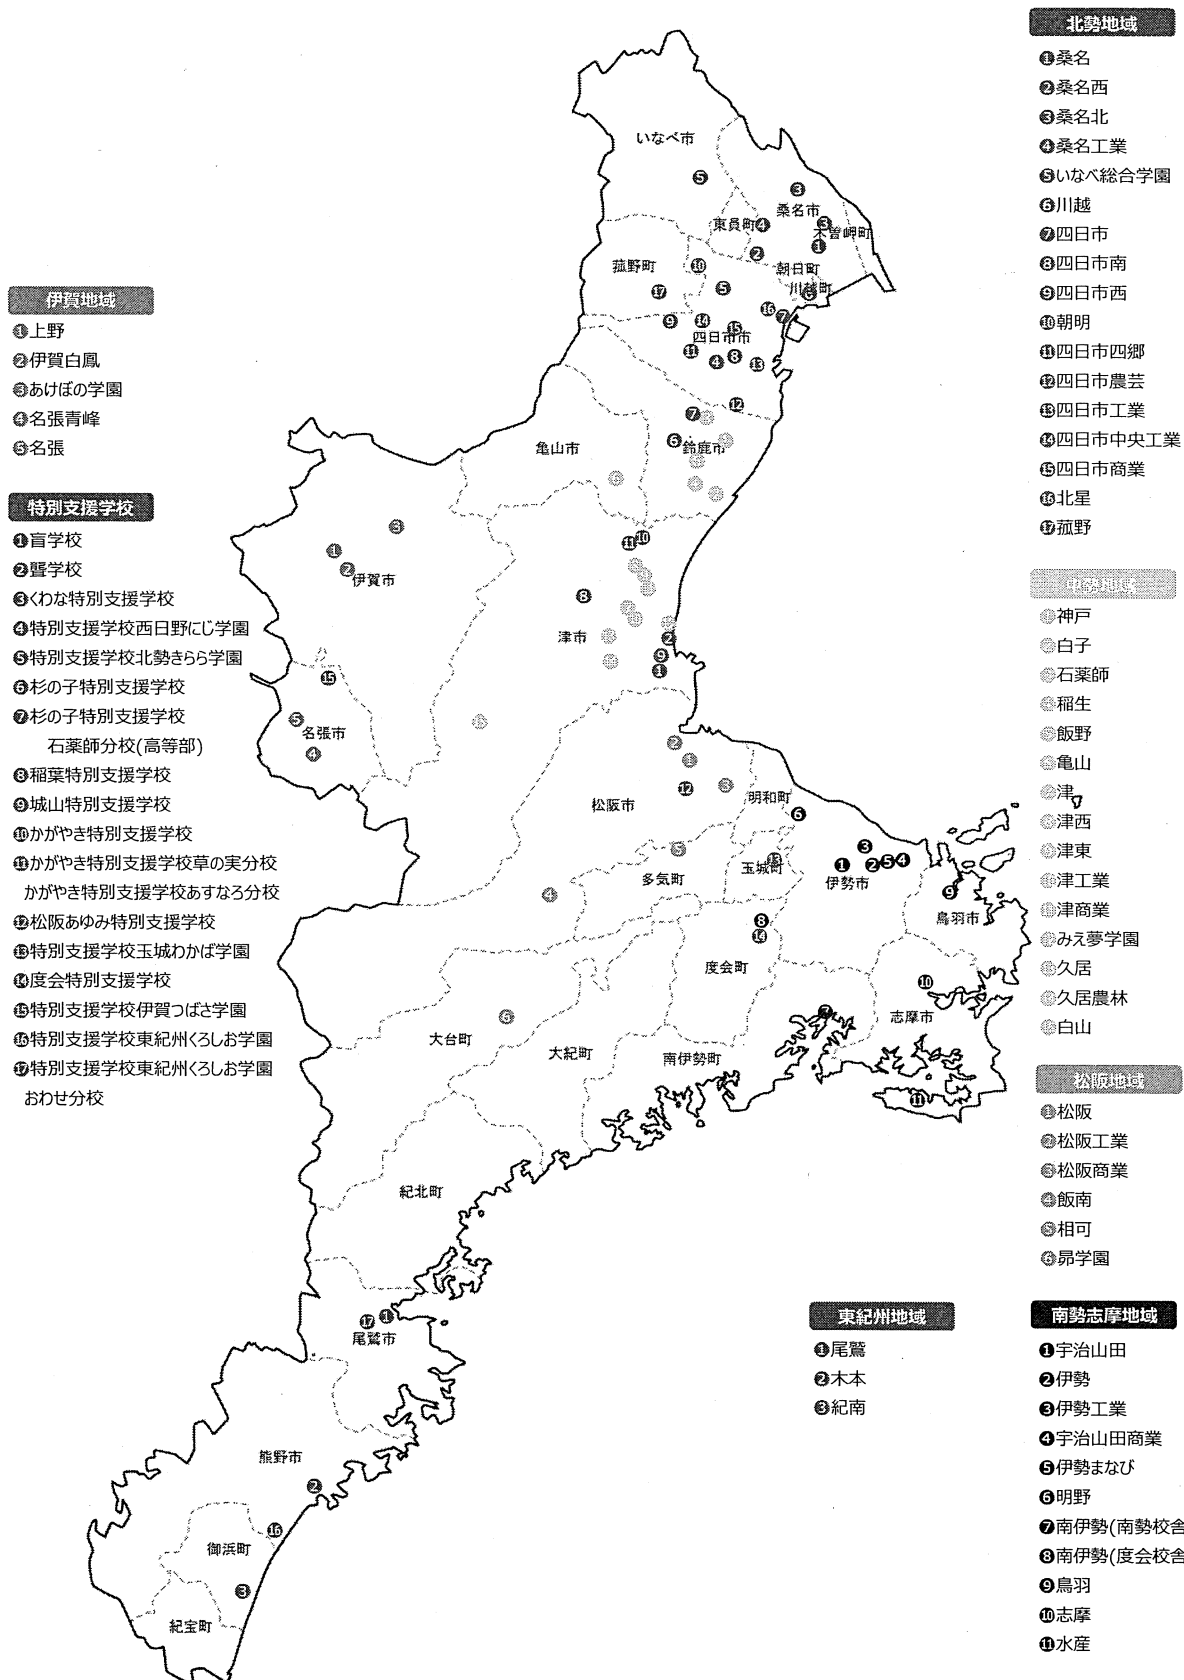 北勢地域
❶桑名
❷桑名西
❸桑名北
❹桑名工業
❺いなべ総合学園
❻川越
❼四日市
❽四日市南
❾四日市西
❿朝明
⓫四日市四郷
⓬四日市農芸
⓭四日市工業
⓮四日市中央工業
⓯四日市商業
⓰北星
⓱菰野
中勢地域
神戸
白子
石薬師
稲生
飯野
亀山
津
津西
津東
津工業
津商業
みえ夢学園
久居
久居農林
白山
松阪地域
❶松阪
❷松阪工業
❸松阪商業
❹飯南
❺相可
❻昴学園
南勢志摩地域
❶宇治山田
❷伊勢
❸伊勢工業
❹宇治山田商業
❺伊勢まなび
❻明野
❼南伊勢(南勢校舎
❽南伊勢(度会校舎
❾鳥羽
❿志摩
⓫水産
東紀州地域
❶尾鷲
❷木本
❸紀南
伊賀地域
❶上野
❷伊賀白鳳
❸あけぼの学園
❹名張青峰
❺名張
特別支援学校
❶盲学校
❷聾学校
❸くわな特別支援学校
❹特別支援学校西日野にじ学園
❺特別支援学校北勢きらら学園
❻杉の子特別支援学校
❼杉の子特別支援学校
石薬師分校(高等部)
❽稲葉特別支援学校
❾城山特別支援学校
❿かがやき特別支援学校
⓫かがやき特別支援学校草の実分校
かがやき特別支援学校あすなろ分校
⓬松阪あゆみ特別支援学校
⓭特別支援学校玉城わかば学園
⓮度会特別支援学校
⓯特別支援学校伊賀つばさ学園
⓰特別支援学校東紀州くろしお学園
⓱特別支援学校東紀州くろしお学園
おわせ分校
いなべ市
桑名市
東員町
木曽岬町
菰野町
朝日町
川越町
四日市市
亀山市
鈴鹿市
伊賀市
津市
名張市
松阪市
明和町
多気町
玉城町
伊勢市
鳥羽市
度会町
志摩市
大台町
大紀町
南伊勢町
紀北町
尾鷲市
熊野市
御浜町
紀宝町